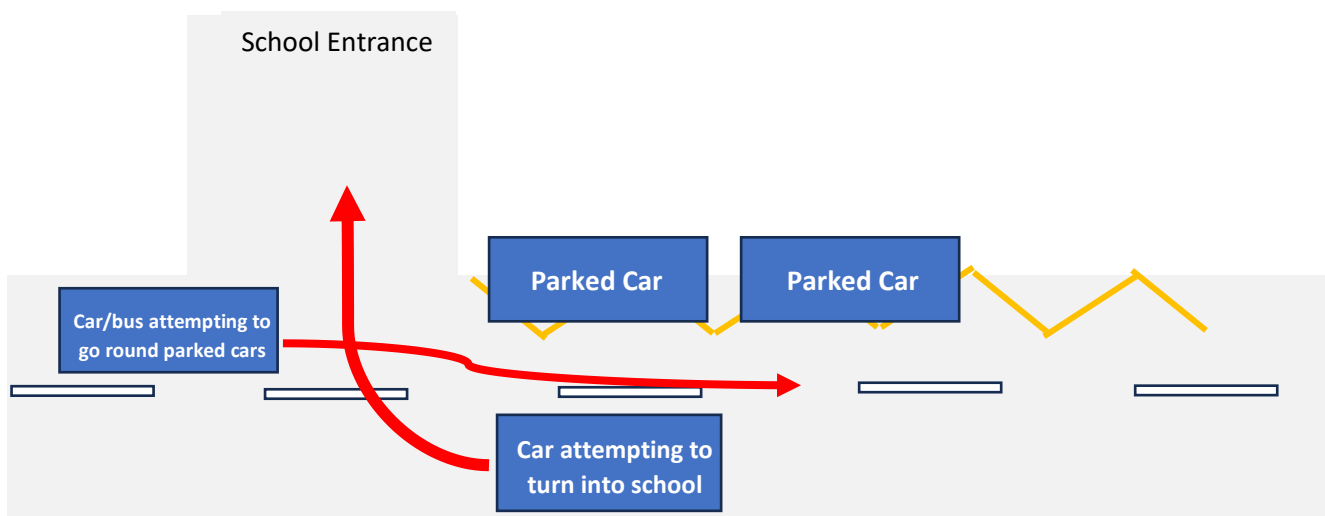 School Entrance
Parked Car
Parked Car
Car/bus attempting to
go round parked cars
Car attempting to
turn into school